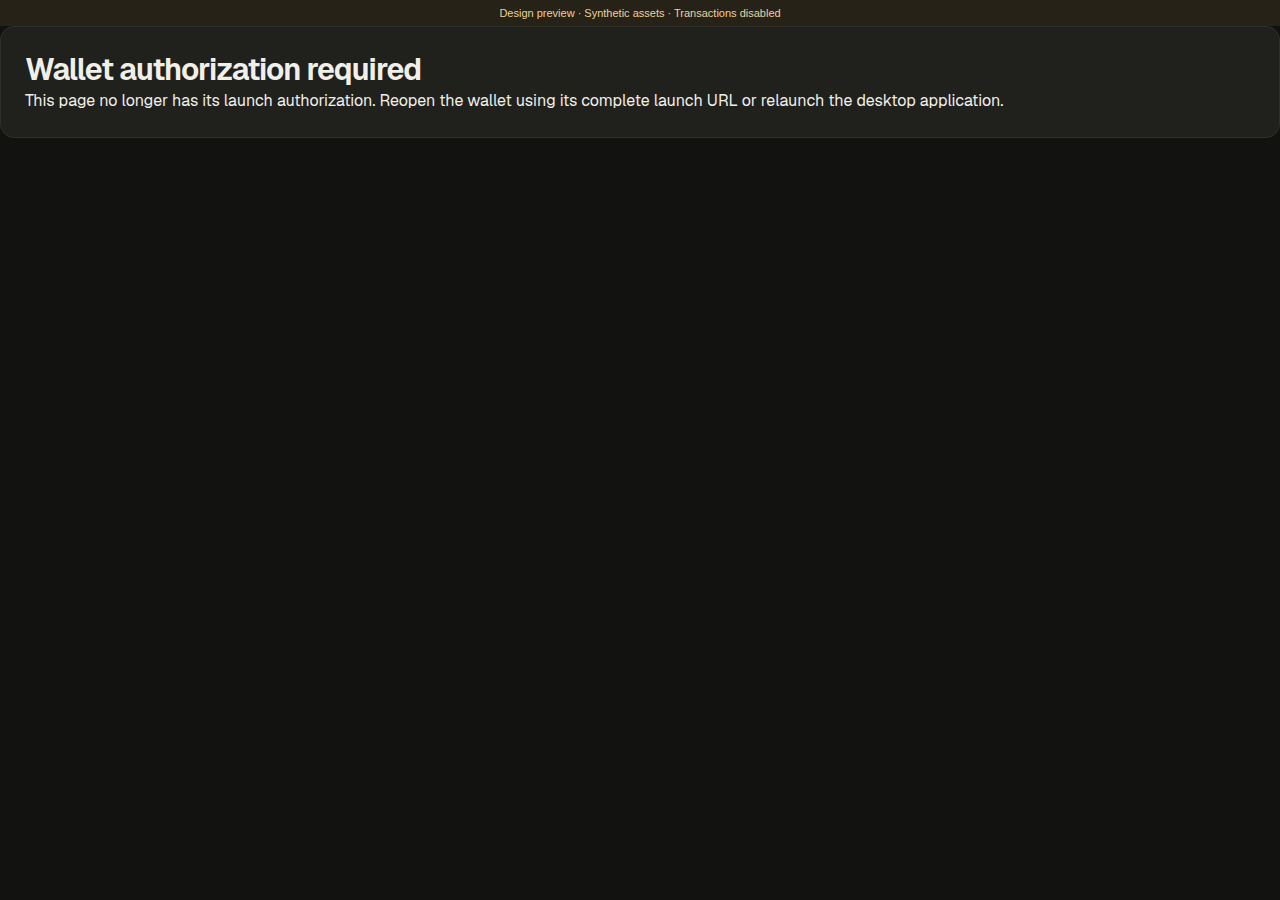 Design preview · Synthetic assets · Transactions disabled
Wallet authorization required
This page no longer has its launch authorization. Reopen the wallet using its complete launch URL or relaunch the desktop application.